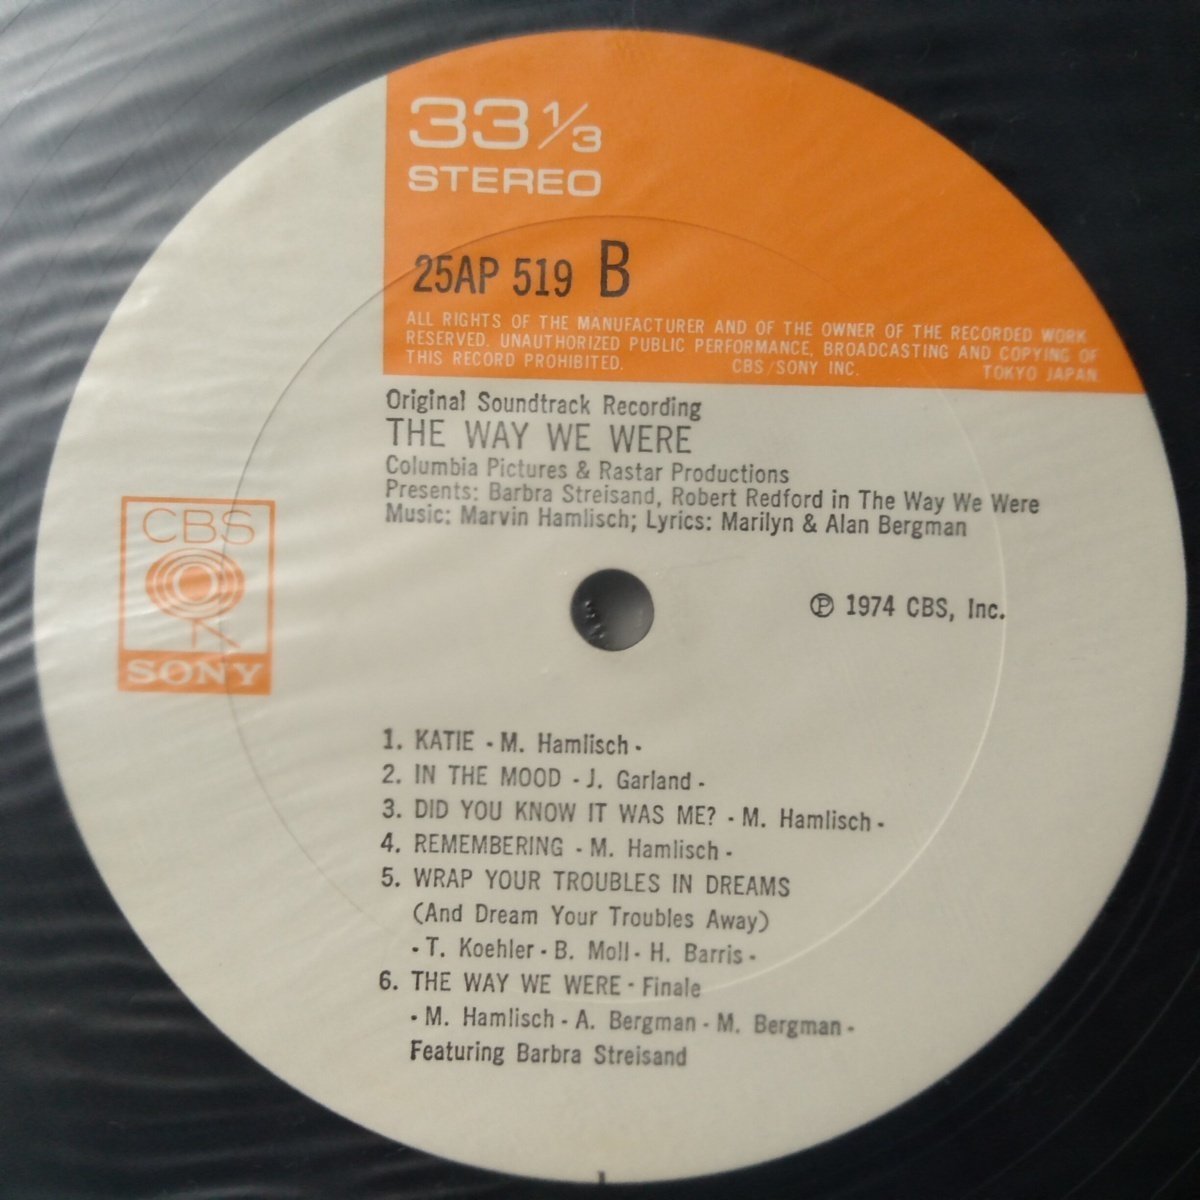 33 1/3
STEREO
25AP 519 B
ALL RIGHTS OF THE MANUFACTURER AND OF THE OWNER OF THE RECORDED WORK
RESERVED. UNAUTHORIZED PUBLIC PERFORMANCE, BROADCASTING AND COPYING OF
THIS RECORD PROHIBITED. CBS/SONY INC. TOKYO JAPAN
Original Soundtrack Recording
THE WAY WE WERE
Columbia Pictures & Rastar Productions
Presents: Barbra Streisand, Robert Redford in The Way We Were
Music: Marvin Hamlisch; Lyrics: Marilyn & Alan Bergman
CBS
SONY
℗ 1974 CBS, Inc.
1. KATIE - M. Hamlisch -
2. IN THE MOOD - J. Garland -
3. DID YOU KNOW IT WAS ME? - M. Hamlisch -
4. REMEMBERING - M. Hamlisch -
5. WRAP YOUR TROUBLES IN DREAMS
(And Dream Your Troubles Away)
- T. Koehler - B. Moll - H. Barris -
6. THE WAY WE WERE - Finale
- M. Hamlisch - A. Bergman - M. Bergman -
Featuring Barbra Streisand